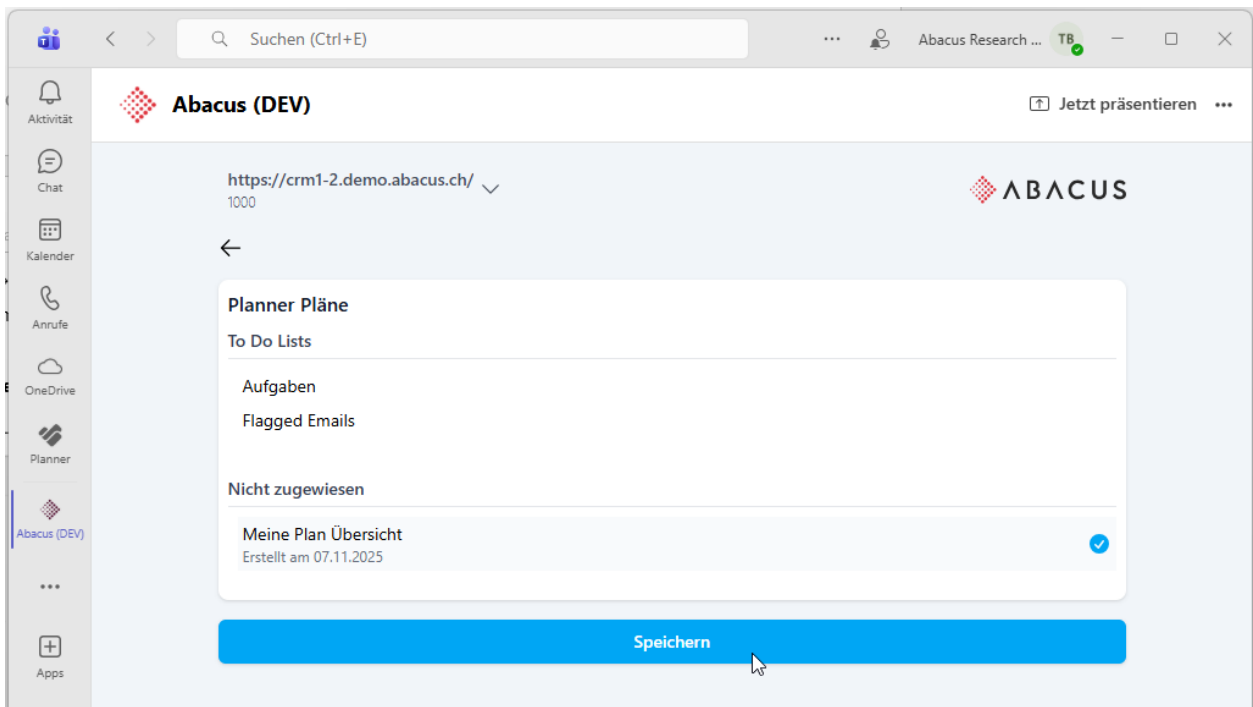 Suchen (Ctrl+E)
Abacus Research ...
TB
Aktivität
Chat
Kalender
Anrufe
OneDrive
Planner
Abacus (DEV)
Apps
Abacus (DEV)
Jetzt präsentieren
https://crm1-2.demo.abacus.ch/
1000
ABACUS
Planner Pläne
To Do Lists
Aufgaben
Flagged Emails
Nicht zugewiesen
Meine Plan Übersicht
Erstellt am 07.11.2025
Speichern